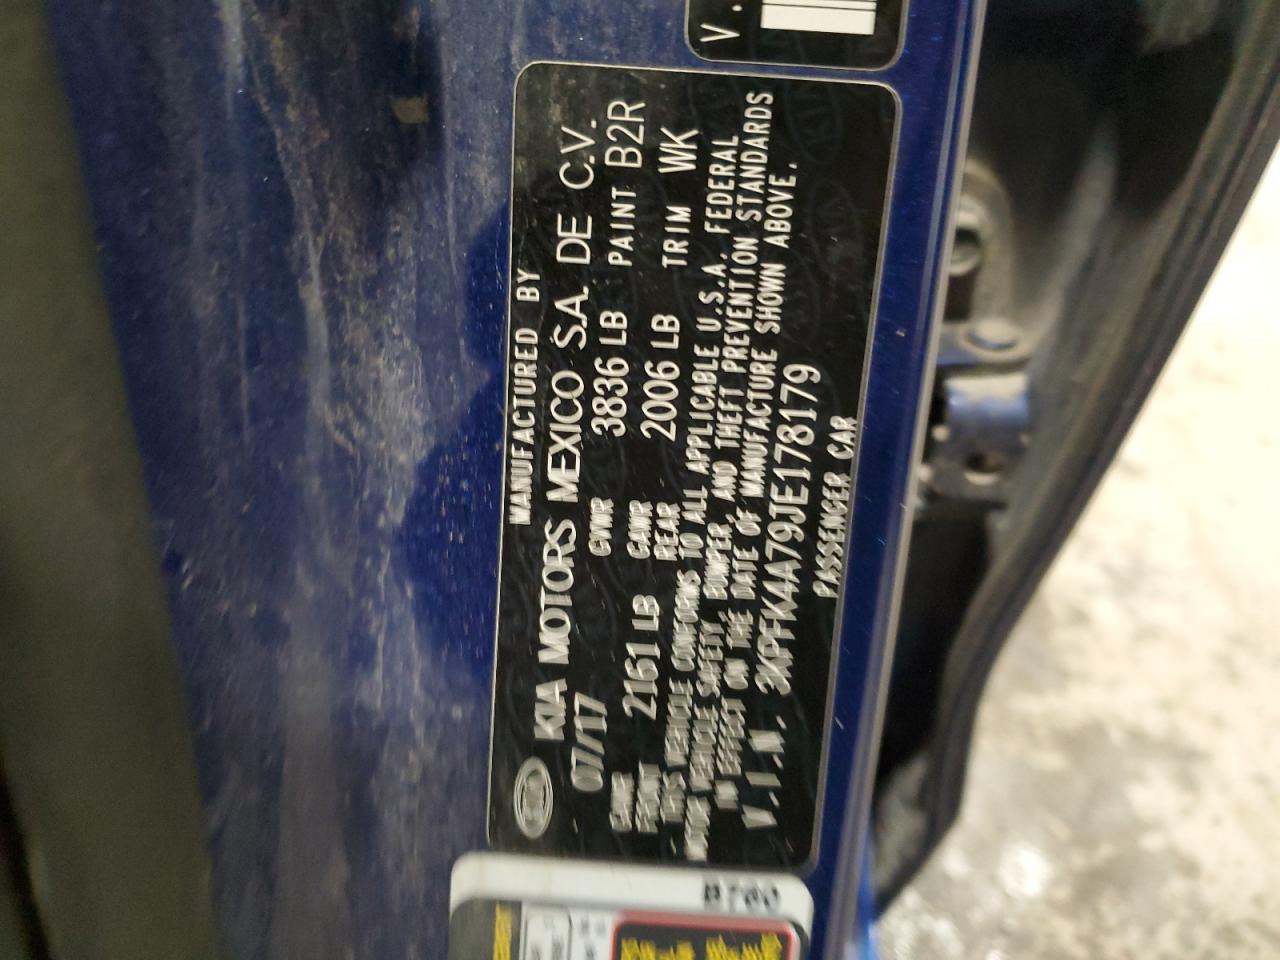 V.
MANUFACTURED BY
KIA MOTORS MEXICO S.A. DE C.V.
07/17 GVWR 3836 LB PAINT B2R
GAWR FRONT 2161 LB GAWR REAR 2006 LB TRIM WK
THIS VEHICLE CONFORMS TO ALL APPLICABLE U.S.A. FEDERAL
MOTOR VEHICLE SAFETY, BUMPER, AND THEFT PREVENTION STANDARDS
IN EFFECT ON THE DATE OF MANUFACTURE SHOWN ABOVE.
V.I.N. 3KPFK4A79JE178179
PASSENGER CAR